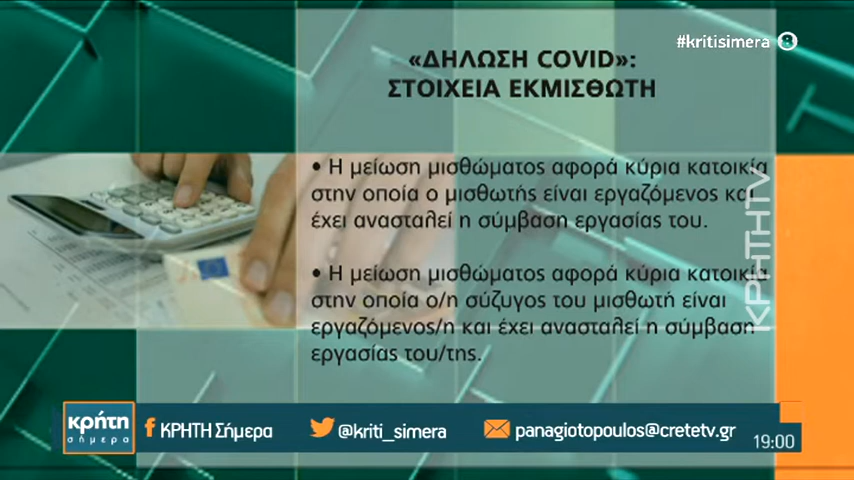 #kritisimera 8
«ΔΗΛΩΣΗ COVID»:
ΣΤΟΙΧΕΙΑ ΕΚΜΙΣΘΩΤΗ
• Η μείωση μισθώματος αφορά κύρια κατοικία
στην οποία ο μισθωτής είναι εργαζόμενος και
έχει ανασταλεί η σύμβαση εργασίας του.
• Η μείωση μισθώματος αφορά κύρια κατοικία
στην οποία ο/η σύζυγος του μισθωτή είναι
εργαζόμενος/η και έχει ανασταλεί η σύμβαση
εργασίας του/της.
ΚΡΗΤΗTV
κρήτη
σήμερα
ΚΡΗΤΗ Σήμερα
@kriti_simera
panagiotopoulos@cretetv.gr
19:00